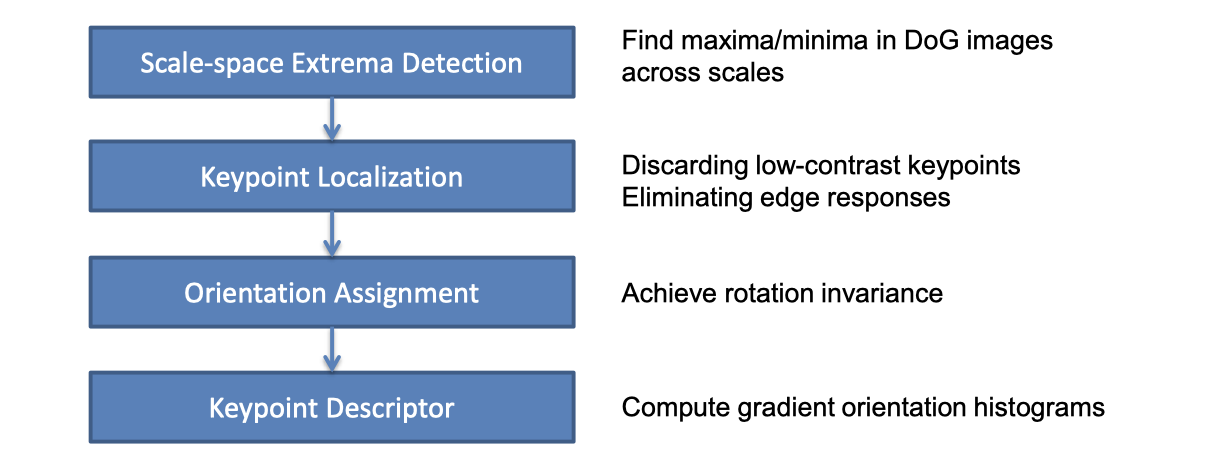 Scale-space Extrema Detection
Find maxima/minima in DoG images
across scales
Keypoint Localization
Discarding low-contrast keypoints
Eliminating edge responses
Orientation Assignment
Achieve rotation invariance
Keypoint Descriptor
Compute gradient orientation histograms